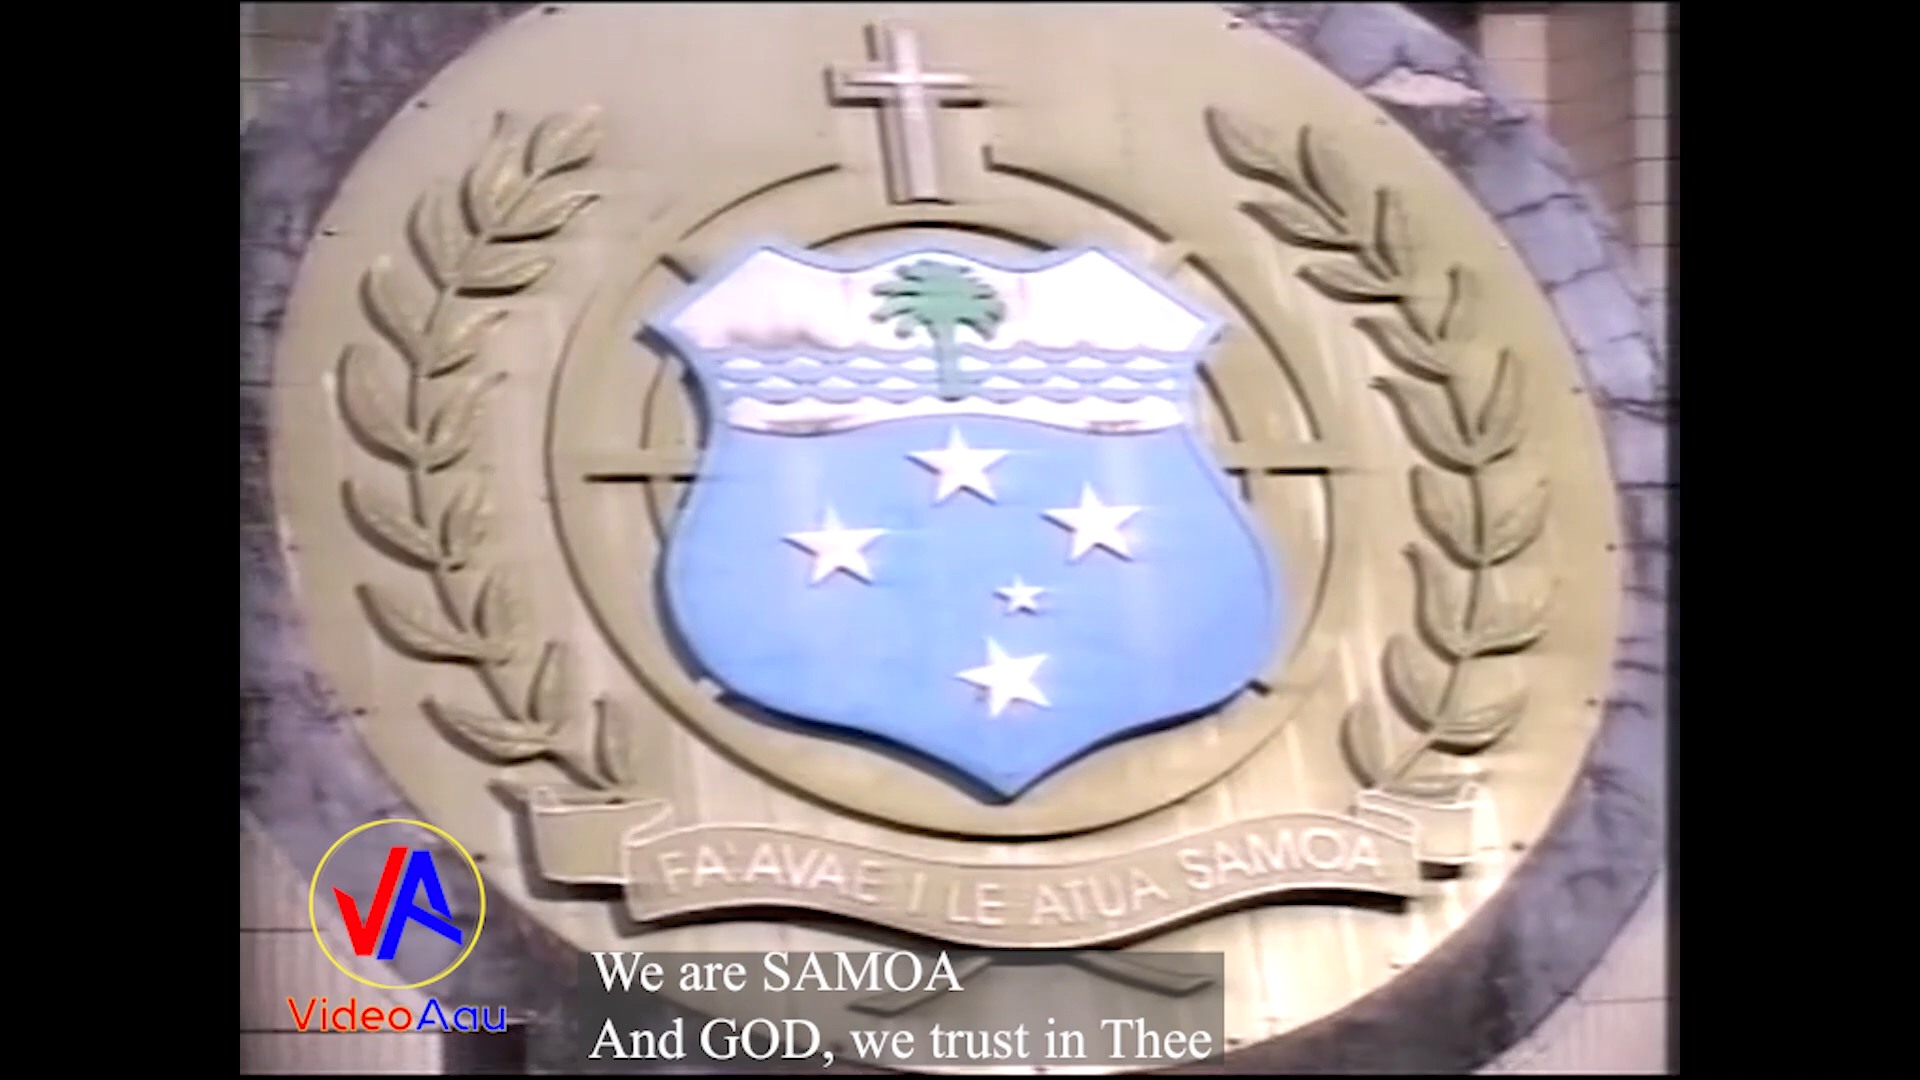 FA'AVAE I LE ATUA SAMOA
VideoAau
We are SAMOA
And GOD, we trust in Thee